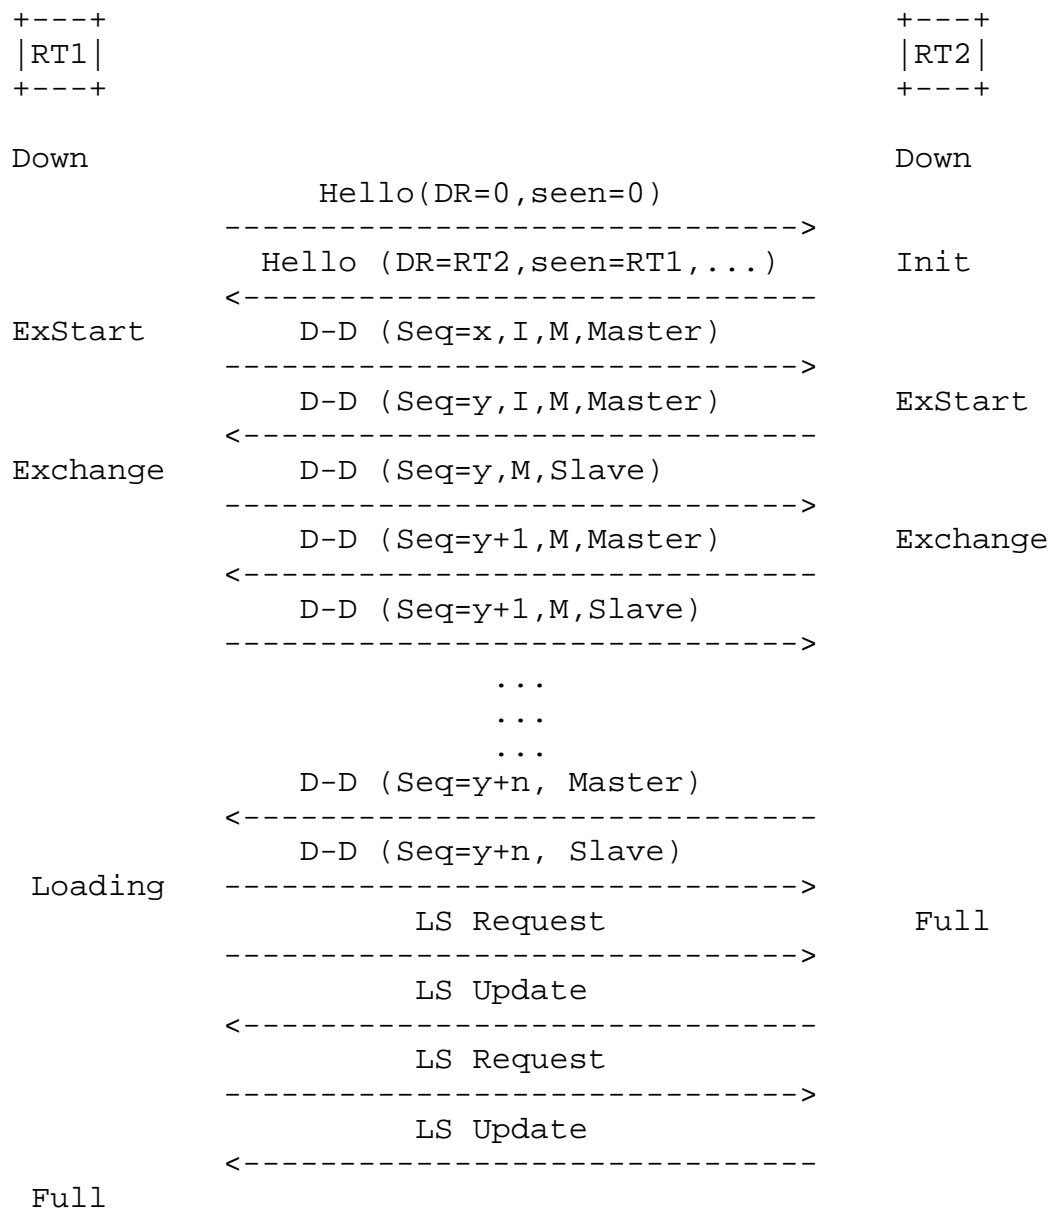 +---+                                         +---+
|RT1|                                         |RT2|
+---+                                         +---+
Down                                          Down
                Hello(DR=0,seen=0)
           ------------------------------>
             Hello (DR=RT2,seen=RT1,...)      Init
           <------------------------------
ExStart        D-D (Seq=x,I,M,Master)
           ------------------------------>
               D-D (Seq=y,I,M,Master)         ExStart
           <------------------------------
Exchange       D-D (Seq=y,M,Slave)
           ------------------------------>
               D-D (Seq=y+1,M,Master)         Exchange
           <------------------------------
               D-D (Seq=y+1,M,Slave)
           ------------------------------>
                         ...
                         ...
                         ...
               D-D (Seq=y+n, Master)
           <------------------------------
               D-D (Seq=y+n, Slave)
 Loading   ------------------------------>
                     LS Request                Full
           ------------------------------>
                     LS Update
           <------------------------------
                     LS Request
           ------------------------------>
                     LS Update
           <------------------------------
 Full